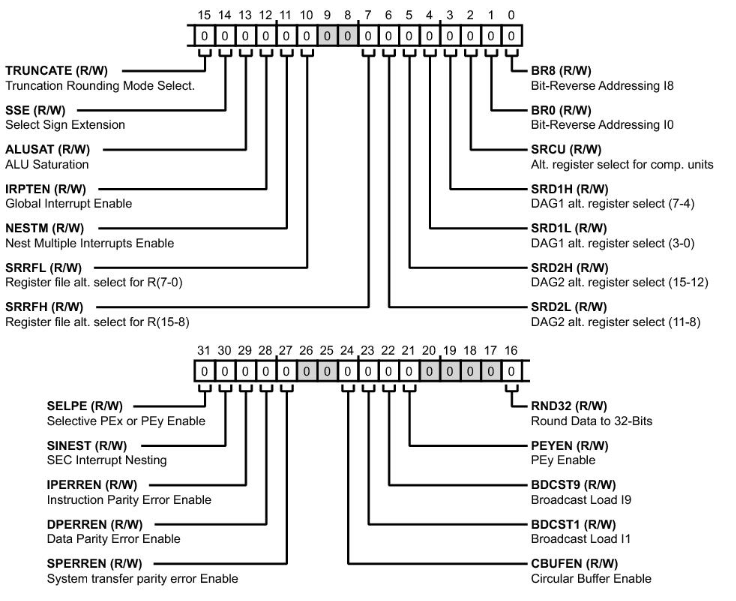 15 14 13 12 11 10 9 8 7 6 5 4 3 2 1 0
0 0 0 0 0 0 0 0 0 0 0 0 0 0 0 0
TRUNCATE (R/W)
Truncation Rounding Mode Select.
SSE (R/W)
Select Sign Extension
ALUSAT (R/W)
ALU Saturation
IRPTEN (R/W)
Global Interrupt Enable
NESTM (R/W)
Nest Multiple Interrupts Enable
SRRFL (R/W)
Register file alt. select for R(7-0)
SRRFH (R/W)
Register file alt. select for R(15-8)
BR8 (R/W)
Bit-Reverse Addressing I8
BR0 (R/W)
Bit-Reverse Addressing I0
SRCU (R/W)
Alt. register select for comp. units
SRD1H (R/W)
DAG1 alt. register select (7-4)
SRD1L (R/W)
DAG1 alt. register select (3-0)
SRD2H (R/W)
DAG2 alt. register select (15-12)
SRD2L (R/W)
DAG2 alt. register select (11-8)
31 30 29 28 27 26 25 24 23 22 21 20 19 18 17 16
0 0 0 0 0 0 0 0 0 0 0 0 0 0 0 0
SELPE (R/W)
Selective PEx or PEy Enable
SINEST (R/W)
SEC Interrupt Nesting
IPERREN (R/W)
Instruction Parity Error Enable
DPERREN (R/W)
Data Parity Error Enable
SPERREN (R/W)
System transfer parity error Enable
RND32 (R/W)
Round Data to 32-Bits
PEYEN (R/W)
PEy Enable
BDCST9 (R/W)
Broadcast Load I9
BDCST1 (R/W)
Broadcast Load I1
CBUFEN (R/W)
Circular Buffer Enable